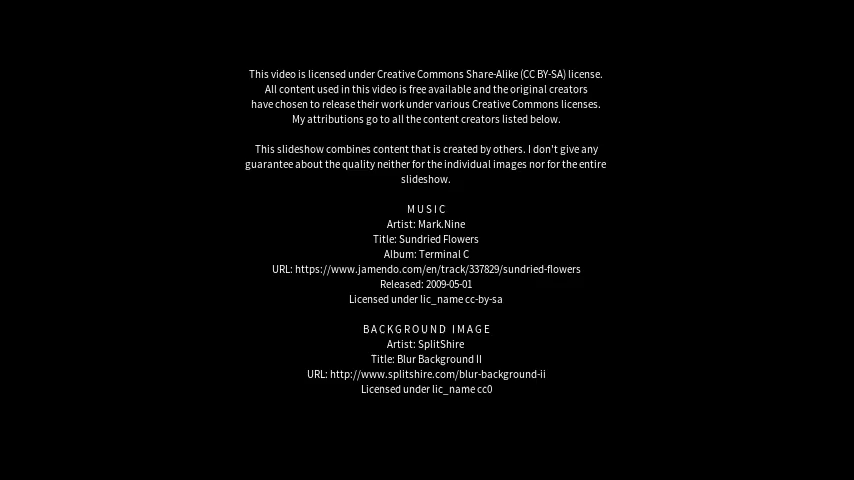 This video is licensed under Creative Commons Share-Alike (CC BY-SA) license.
All content used in this video is free available and the original creators
have chosen to release their work under various Creative Commons licenses.
My attributions go to all the content creators listed below.
This slideshow combines content that is created by others. I don't give any
guarantee about the quality neither for the individual images nor for the entire
slideshow.
MUSIC
Artist: Mark.Nine
Title: Sundried Flowers
Album: Terminal C
URL: https://www.jamendo.com/en/track/337829/sundried-flowers
Released: 2009-05-01
Licensed under lic_name cc-by-sa
BACKGROUND IMAGE
Artist: SplitShire
Title: Blur Background II
URL: http://www.splitshire.com/blur-background-ii
Licensed under lic_name cc0